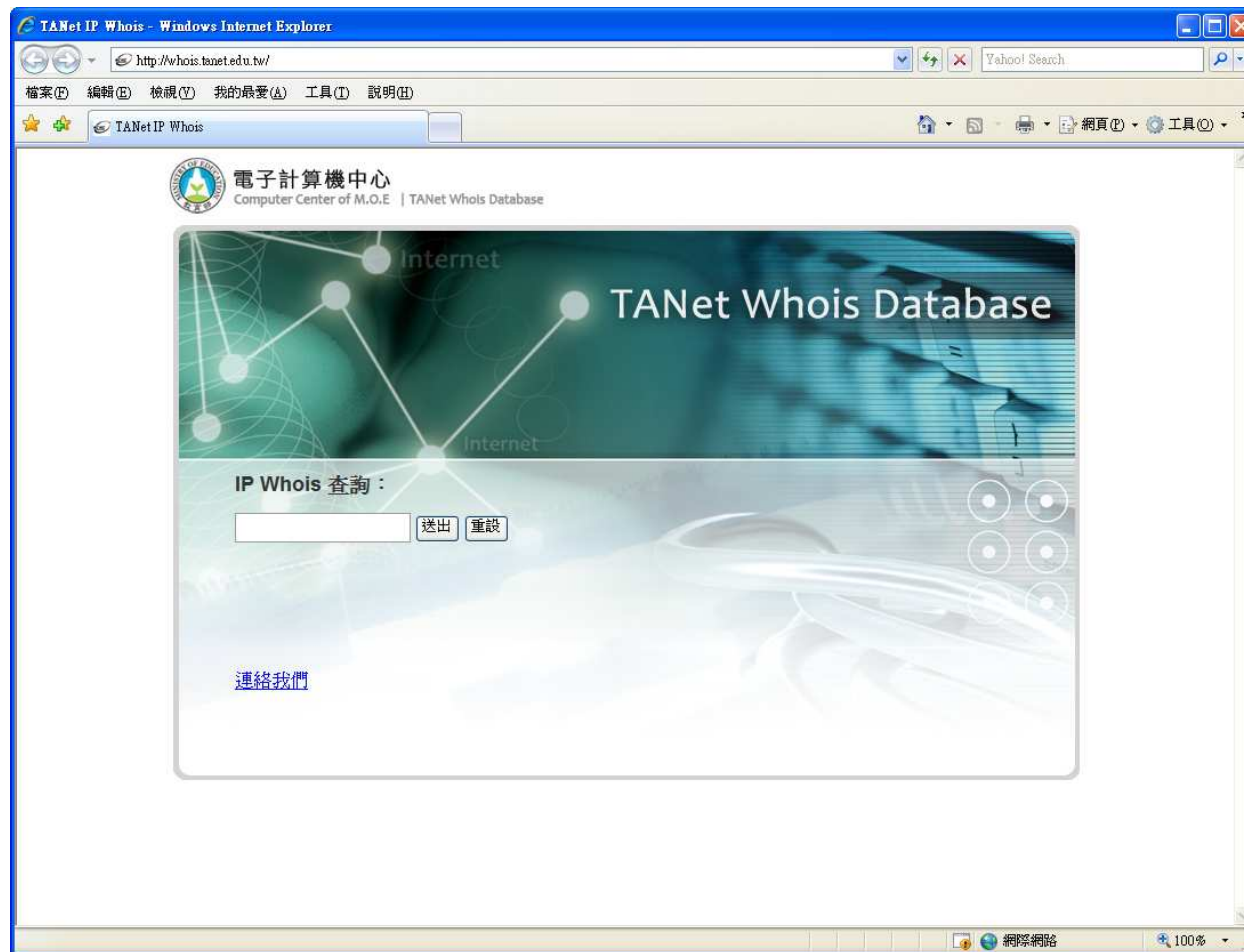 TANet IP Whois - Windows Internet Explorer
http://whois.tanet.edu.tw/
Yahoo! Search
檔案(F) 編輯(E) 檢視(V) 我的最愛(A) 工具(T) 說明(H)
TANet IP Whois
網頁(P) 工具(O)
電子計算機中心
Computer Center of M.O.E | TANet Whois Database
Internet
TANet Whois Database
Internet
IP Whois 查詢：
送出 重設
連絡我們
網際網路 100%